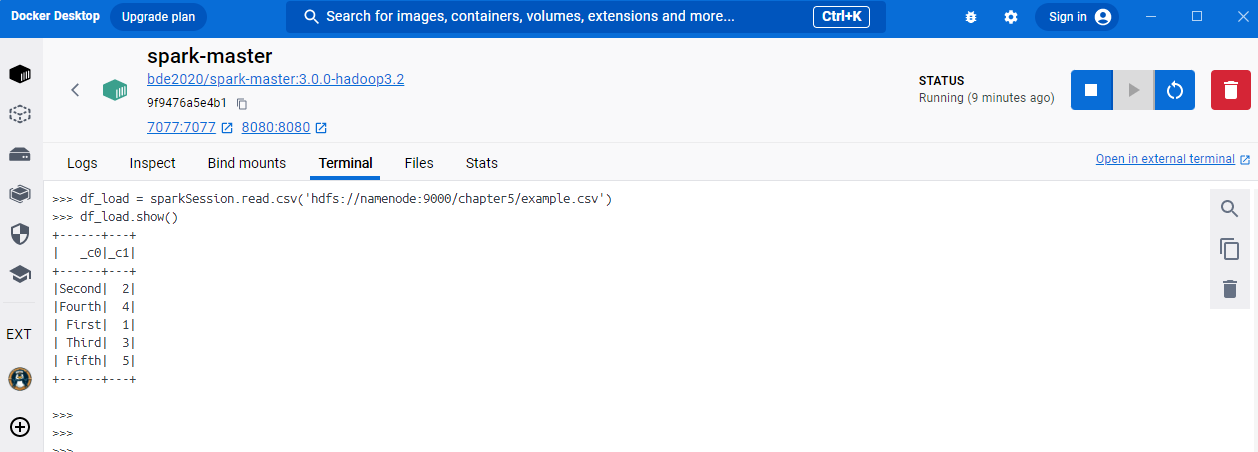 Docker Desktop Upgrade plan Search for images, containers, volumes, extensions and more... Ctrl+K Sign in
spark-master
bde2020/spark-master:3.0.0-hadoop3.2
9f9476a5e4b1
7077:7077 8080:8080
STATUS
Running (9 minutes ago)
Logs Inspect Bind mounts Terminal Files Stats Open in external terminal
>>> df_load = sparkSession.read.csv('hdfs://namenode:9000/chapter5/example.csv')
>>> df_load.show()
+------+---+
|   _c0|_c1|
+------+---+
|Second|  2|
|Fourth|  4|
| First|  1|
| Third|  3|
| Fifth|  5|
+------+---+
>>>
>>>
>>>
EXT